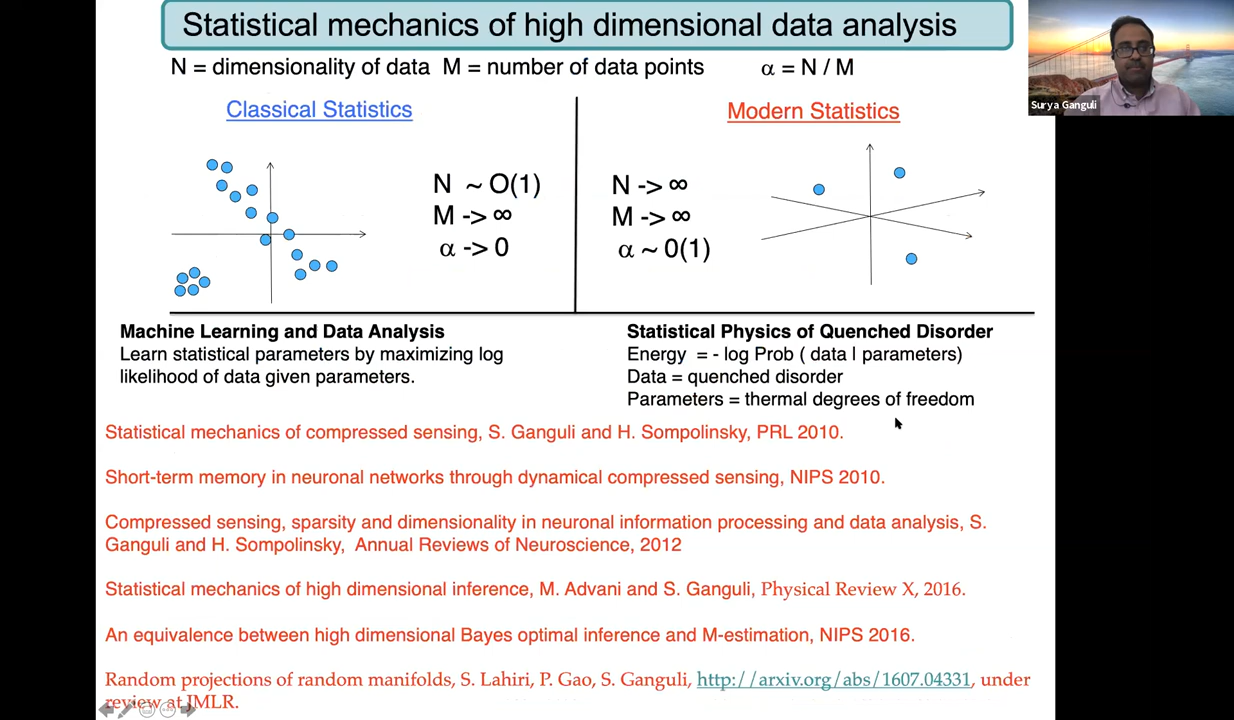 Statistical mechanics of high dimensional data analysis
N = dimensionality of data M = number of data points α = N / M
Surya Ganguli
Classical Statistics
N ~ O(1)
M -> ∞
α -> 0
Modern Statistics
N -> ∞
M -> ∞
α ~ 0(1)
Machine Learning and Data Analysis
Learn statistical parameters by maximizing log
likelihood of data given parameters.
Statistical Physics of Quenched Disorder
Energy = - log Prob ( data | parameters)
Data = quenched disorder
Parameters = thermal degrees of freedom
Statistical mechanics of compressed sensing, S. Ganguli and H. Sompolinsky, PRL 2010.
Short-term memory in neuronal networks through dynamical compressed sensing, NIPS 2010.
Compressed sensing, sparsity and dimensionality in neuronal information processing and data analysis, S.
Ganguli and H. Sompolinsky, Annual Reviews of Neuroscience, 2012
Statistical mechanics of high dimensional inference, M. Advani and S. Ganguli, Physical Review X, 2016.
An equivalence between high dimensional Bayes optimal inference and M-estimation, NIPS 2016.
Random projections of random manifolds, S. Lahiri, P. Gao, S. Ganguli, http://arxiv.org/abs/1607.04331, under
review at JMLR.